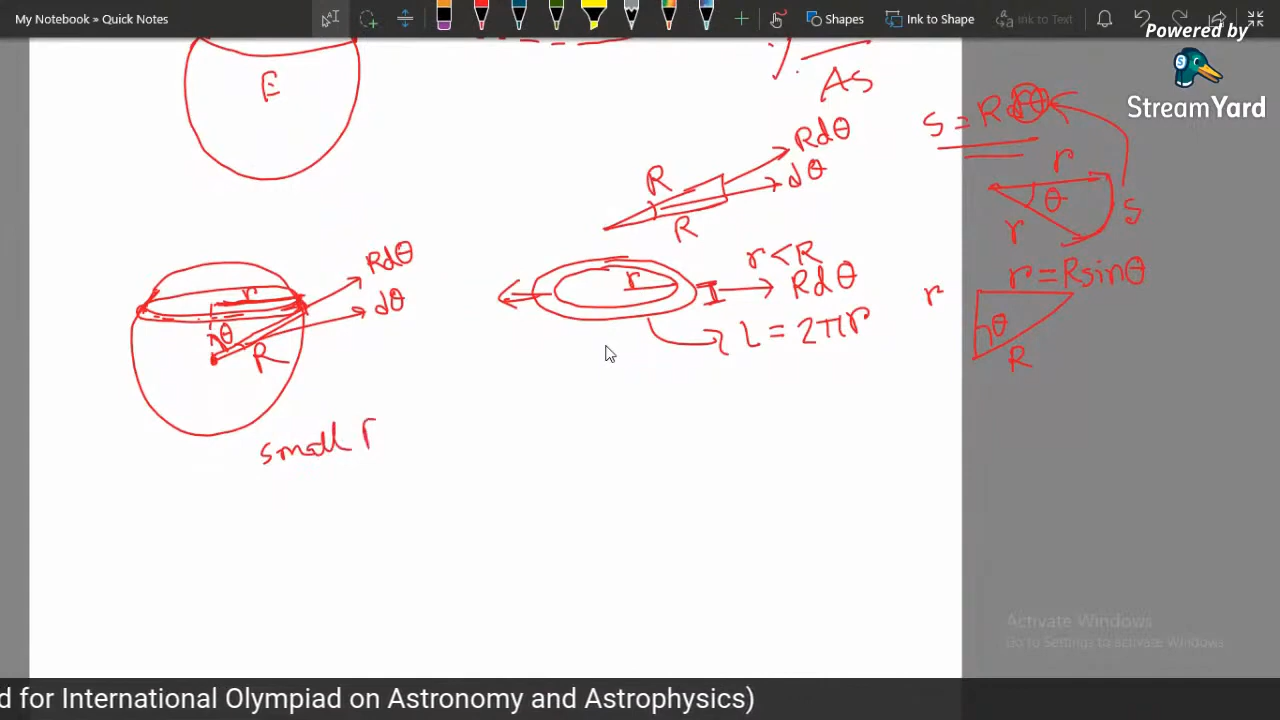 My Notebook » Quick Notes
Shapes
Ink to Shape
Ink to Text
Powered by
StreamYard
E
AS
S = Rdθ
r
θ
r
S
Rdθ
dθ
R
R
r < R
Rdθ
r
L = 2πr
r = Rsinθ
r
θ
R
Rdθ
dθ
r
θ
R
small r
Activate Windows
Go to Settings to activate Windows.
d for International Olympiad on Astronomy and Astrophysics)